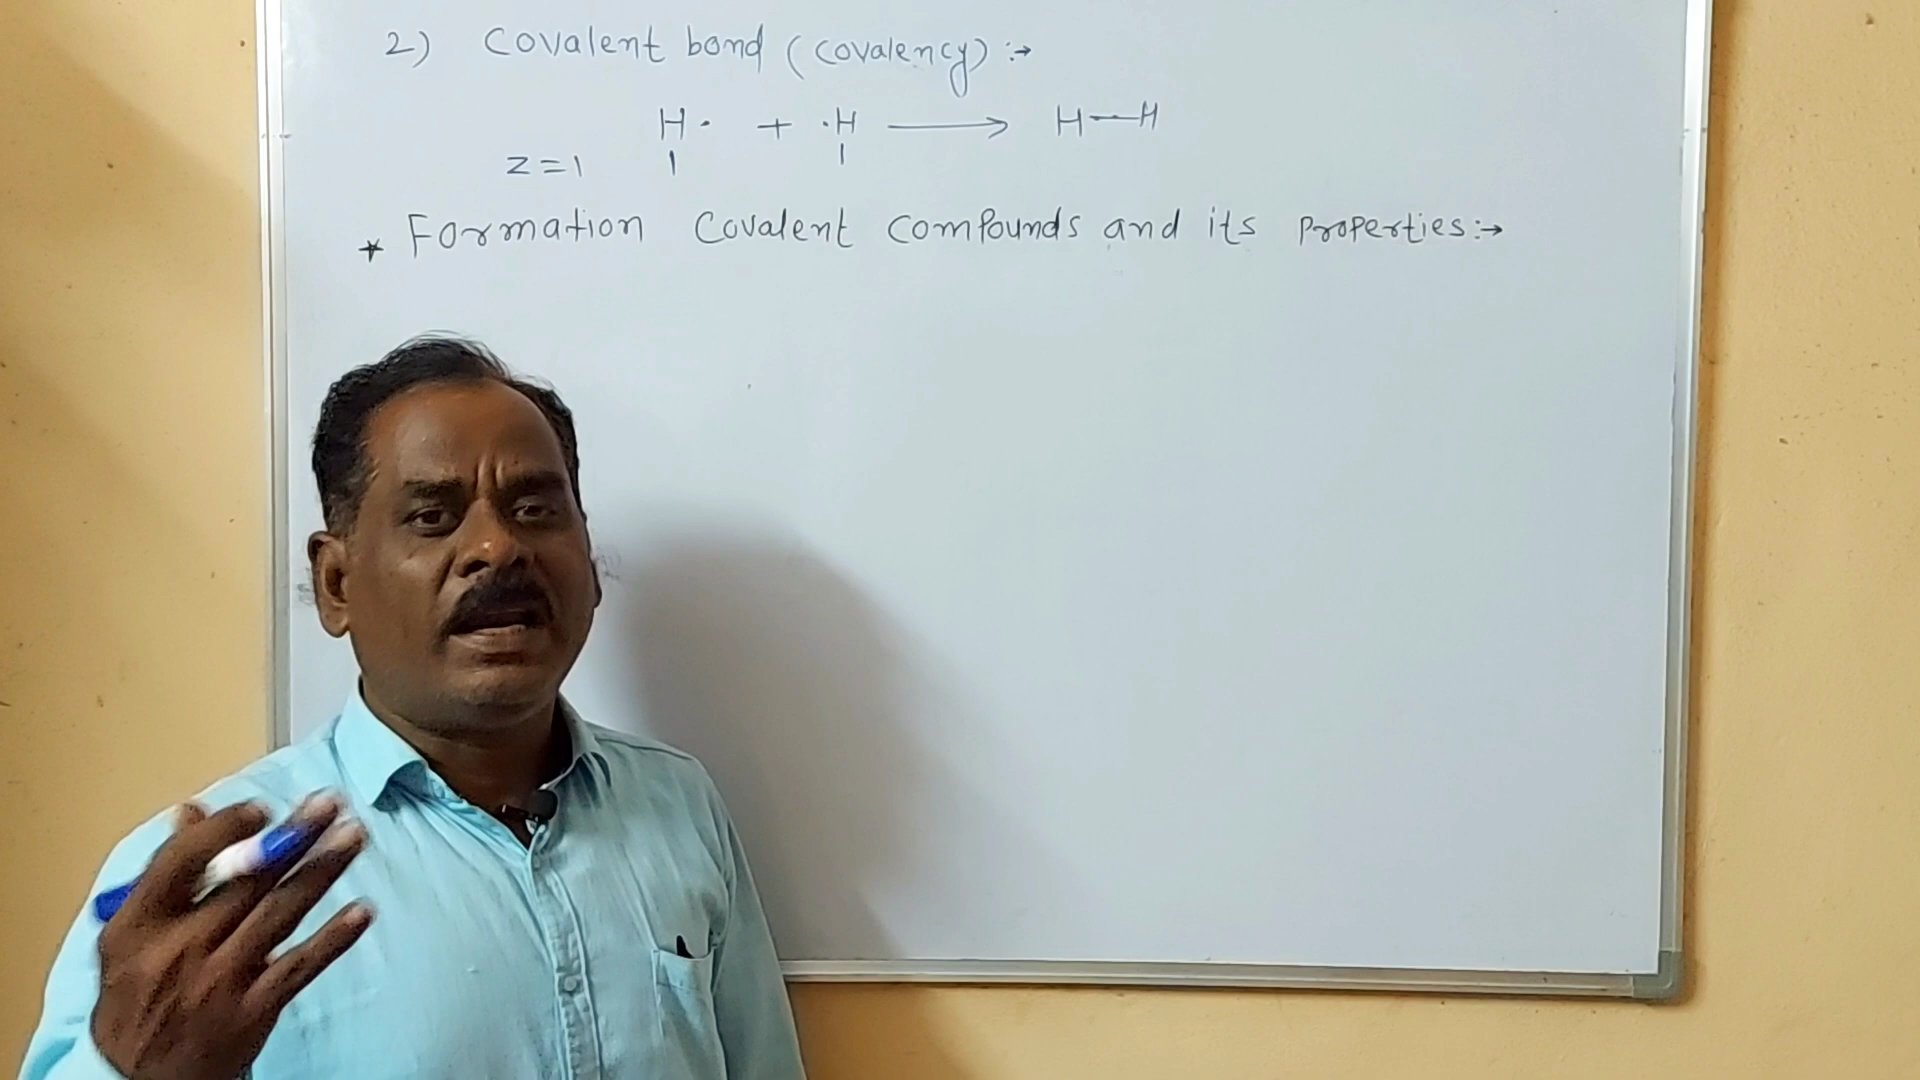 2) Covalent bond (covalency) :→
H· + ·H ⟶ H—H
z=1 1 1
* Formation Covalent compounds and its properties:→